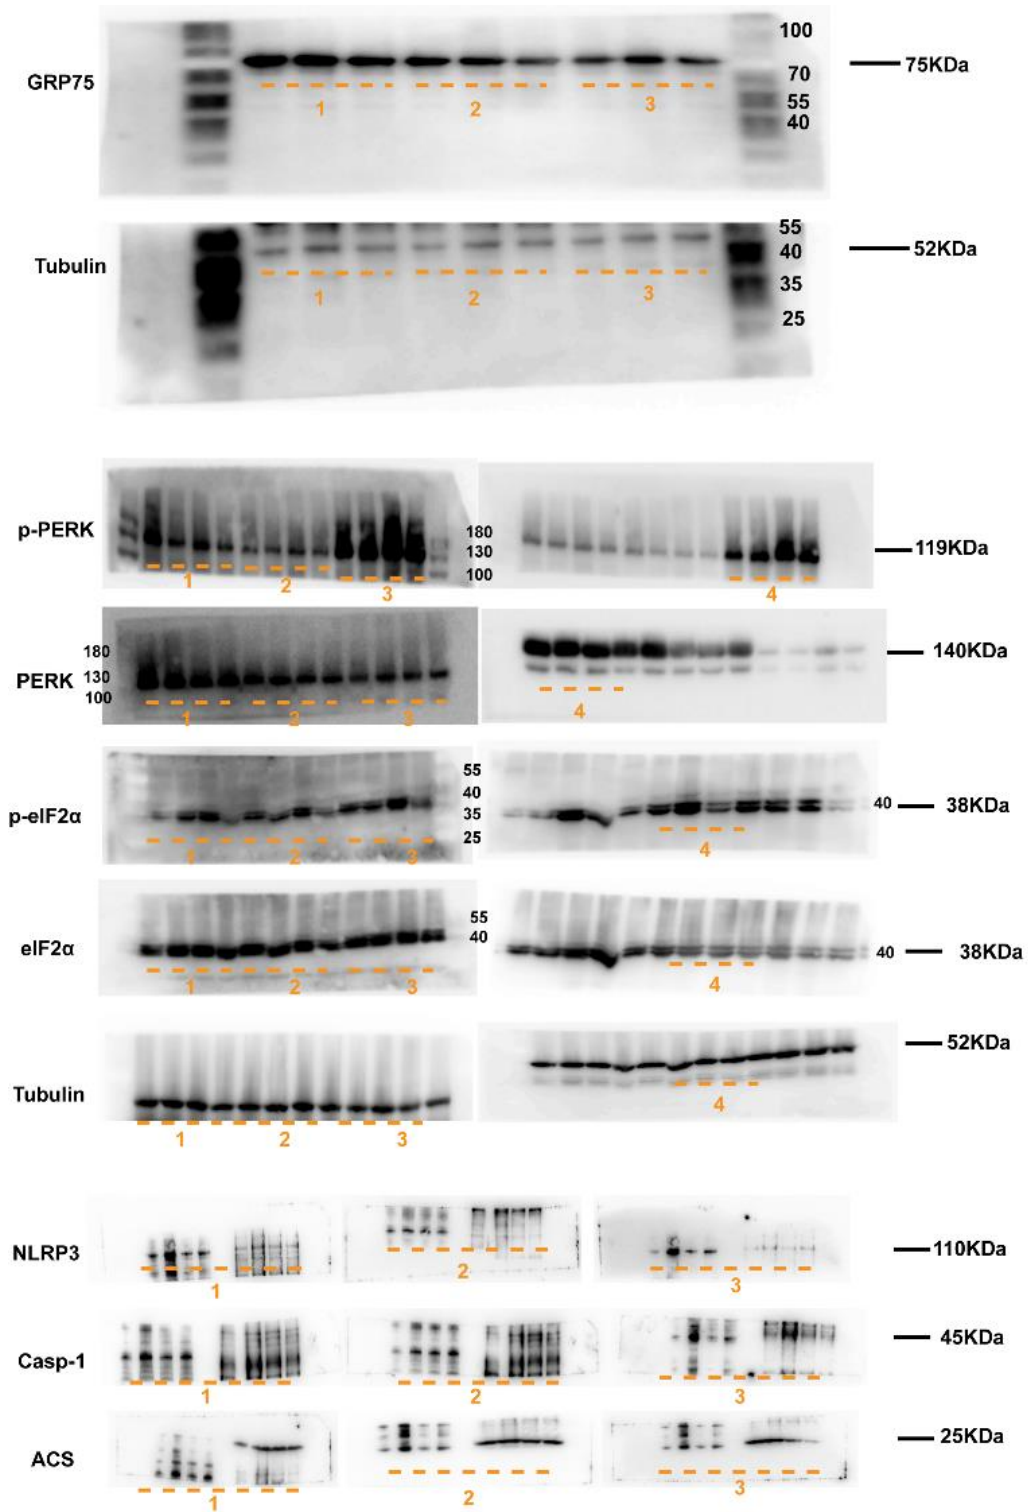 100
GRP75
75KDa
70
55
40
1 2 3
55
Tubulin
40
52KDa
35
25
1 2 3
p-PERK
180
130
100
119KDa
1 2 3 4
180
PERK
130
100
140KDa
1 2 3 4
55
40
p-eIF2α
35
25
40
38KDa
1 2 3 4
55
eIF2α
40
40
38KDa
1 2 3 4
52KDa
Tubulin
1 2 3 4
NLRP3
110KDa
1 2 3
Casp-1
45KDa
1 2 3
ACS
25KDa
1 2 3